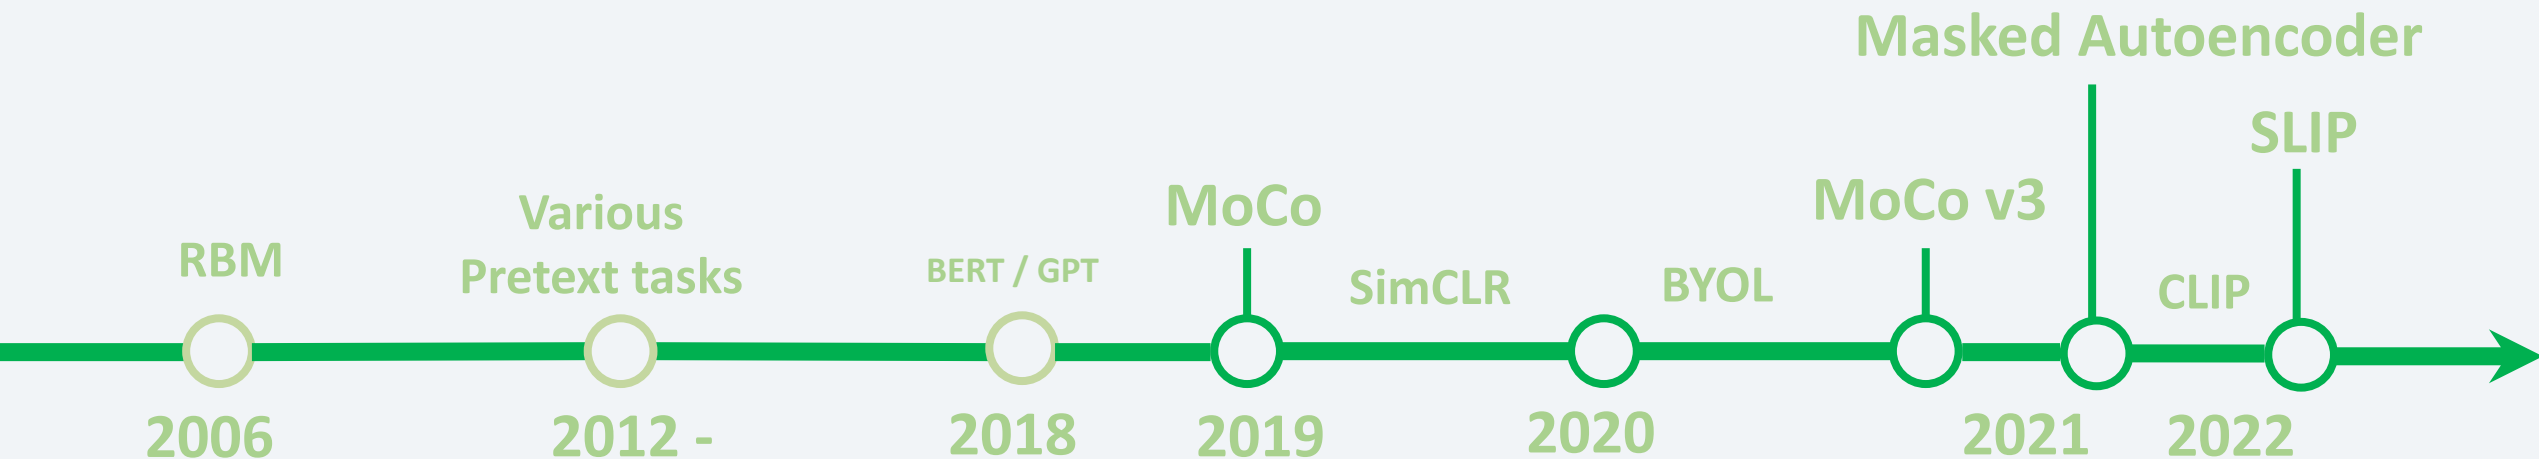 Masked Autoencoder
SLIP
MoCo
MoCo v3
Various
Pretext tasks
RBM
BERT / GPT
SimCLR
BYOL
CLIP
2006
2012 -
2018
2019
2020
2021
2022